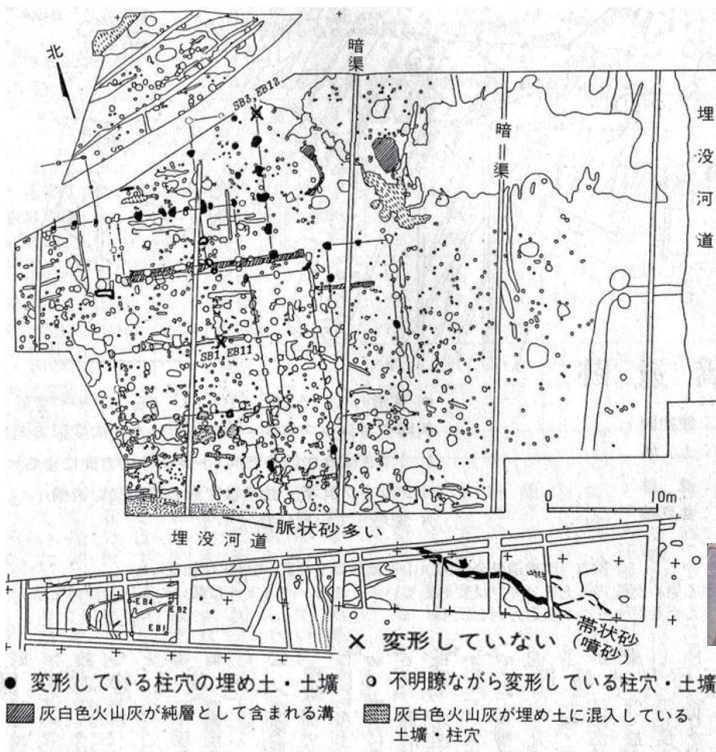 北
暗渠
SB5 EB12
暗渠
埋没河道
SB1 EB11
0 10m
脈状砂多い
埋没河道
EB4
EB2
EB1
帯状砂
(噴砂)
× 変形していない
● 変形している柱穴の埋め土・土壙
○ 不明瞭ながら変形している柱穴・土壙
灰白色火山灰が純層として含まれる溝
灰白色火山灰が埋め土に混入している
土壙・柱穴